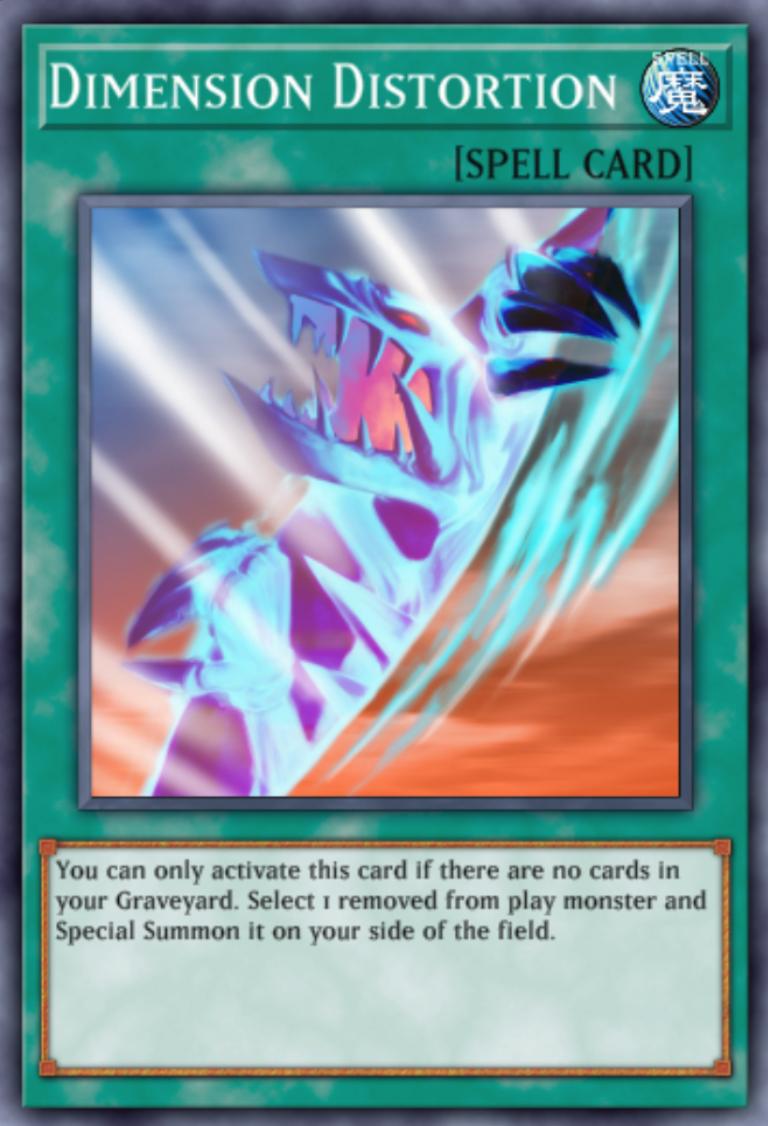 DIMENSION DISTORTION
SPELL
魔
[SPELL CARD]
You can only activate this card if there are no cards in
your Graveyard. Select 1 removed from play monster and
Special Summon it on your side of the field.